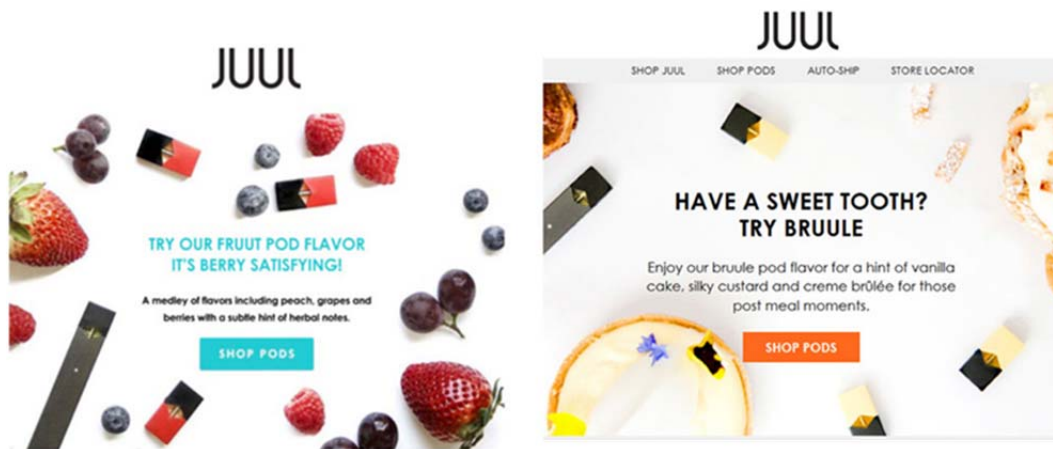 JUUL
TRY OUR FRUUT POD FLAVOR
IT'S BERRY SATISFYING!
A medley of flavors including peach, grapes and
berries with a subtle hint of herbal notes.
SHOP PODS
JUUL
SHOP JUUL SHOP PODS AUTO-SHIP STORE LOCATOR
HAVE A SWEET TOOTH?
TRY BRUULE
Enjoy our bruule pod flavor for a hint of vanilla
cake, silky custard and creme brûlée for those
post meal moments.
SHOP PODS